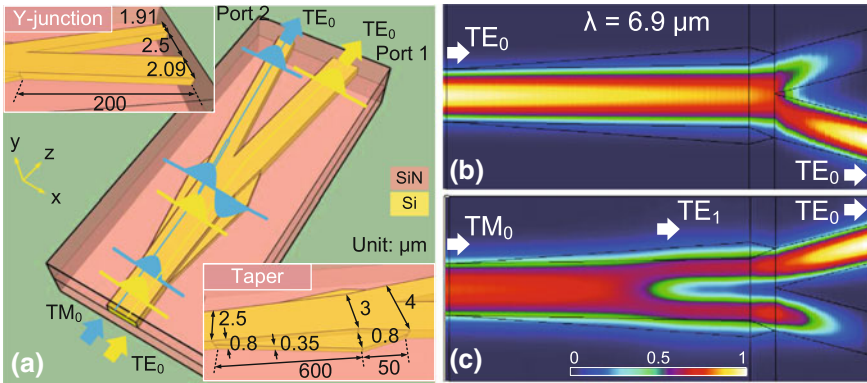 Y-junction
1.91
2.5
2.09
200
Port 2
TE₀
TE₀
Port 1
y
z
x
SiN
Si
Unit: μm
TM₀
TE₀
(a)
Taper
2.5
0.8
0.35
3
4
0.8
600
50
TE₀
λ = 6.9 μm
(b)
TE₀
TM₀
TE₁
TE₀
(c)
0
0.5
1